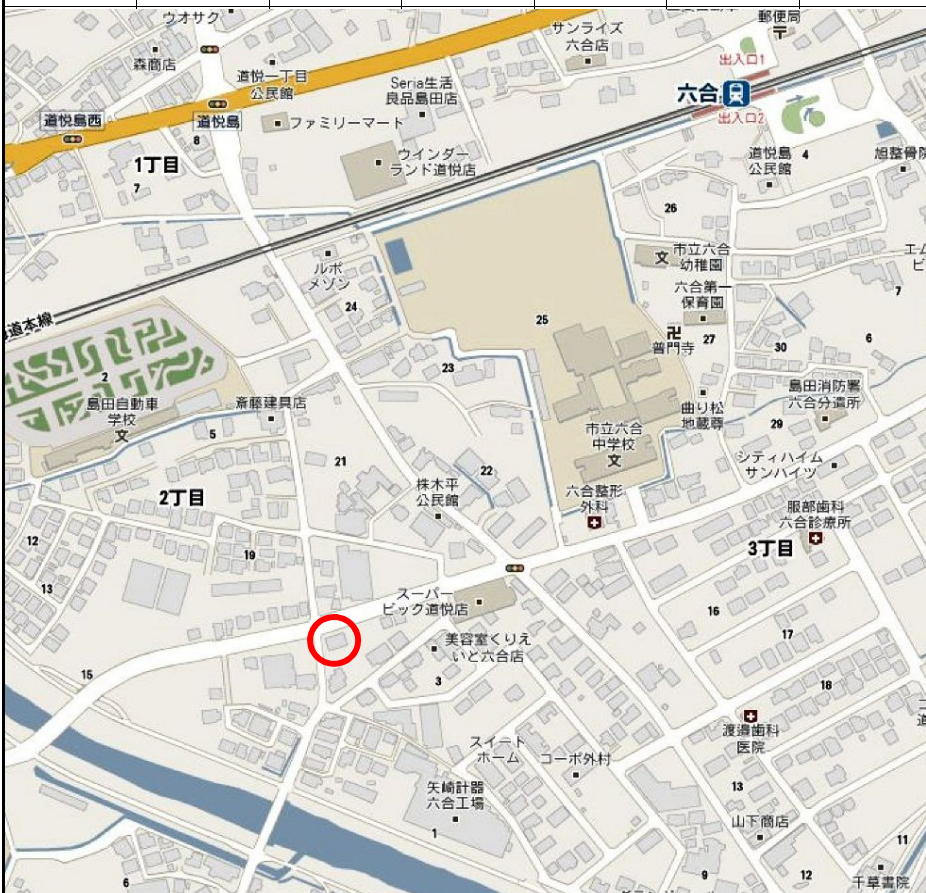 ウオサク
郵便局
サンライズ
六合店
森商店
道悦一丁目
公民館
出入口1
Seria生活
良品島田店
六合
道悦島西
道悦島
ファミリーマート
出入口2
8
1丁目
7
ウインダー
ランド道悦店
道悦島
公民館
4
旭整骨院
26
市立六合
幼稚園
ルポ
メゾン
六合第一
保育園
7
24
道本線
25
普門寺
27
30
6
23
2
島田自動車
学校
斎藤建具店
曲り松
地蔵尊
島田消防署
六合分遣所
29
5
市立六合
中学校
21
22
シティハイム
サンハイツ
株木平
公民館
六合整形
外科
2丁目
服部歯科
六合診療所
12
19
3丁目
13
スーパー
ビック道悦店
16
17
美容室くりえ
いと六合店
15
3
18
渡邉歯科
医院
スイート
ホーム
コーポ外村
矢崎計器
六合工場
13
山下商店
1
11
6
9
12
千草書院